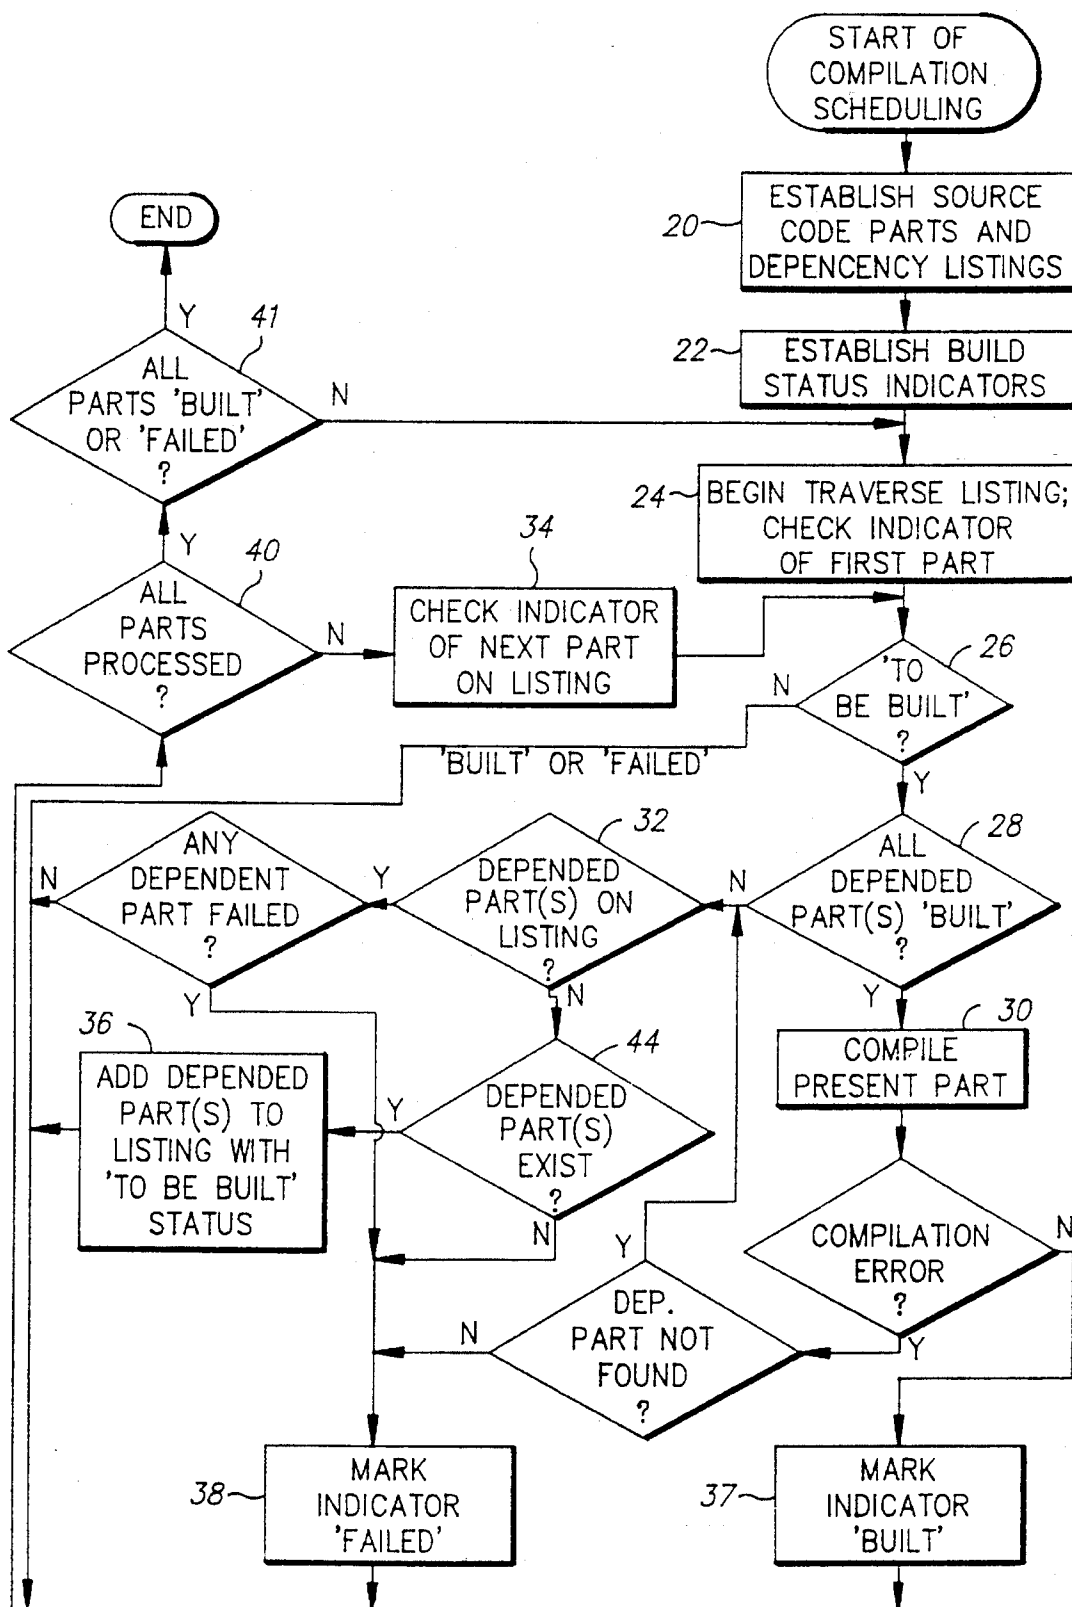 START OF
COMPILATION
SCHEDULING
20
ESTABLISH SOURCE
CODE PARTS AND
DEPENCENCY LISTINGS
22
ESTABLISH BUILD
STATUS INDICATORS
END
Y
41
ALL
PARTS 'BUILT'
OR 'FAILED'
?
N
24
BEGIN TRAVERSE LISTING;
CHECK INDICATOR
OF FIRST PART
Y
40
ALL
PARTS
PROCESSED
?
N
34
CHECK INDICATOR
OF NEXT PART
ON LISTING
26
'TO
BE BUILT'
?
N
'BUILT' OR 'FAILED'
Y
28
ALL
DEPENDED
PART(S) 'BUILT'
?
N
Y
32
DEPENDED
PART(S) ON
LISTING
?
Y
N
ANY
DEPENDENT
PART FAILED
?
N
Y
30
COMPILE
PRESENT PART
44
DEPENDED
PART(S)
EXIST
?
Y
N
36
ADD DEPENDED
PART(S) TO
LISTING WITH
'TO BE BUILT'
STATUS
COMPILATION
ERROR
?
N
Y
DEP.
PART NOT
FOUND
?
Y
N
38
MARK
INDICATOR
'FAILED'
37
MARK
INDICATOR
'BUILT'